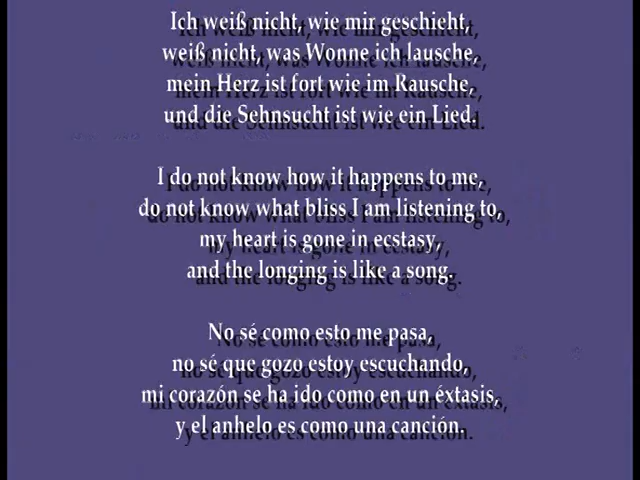 Ich weiß nicht, wie mir geschieht,
weiß nicht, was Wonne ich lausche,
mein Herz ist fort wie im Rausche,
und die Sehnsucht ist wie ein Lied.
I do not know how it happens to me,
do not know what bliss I am listening to,
my heart is gone in ecstasy,
and the longing is like a song.
No sé como esto me pasa,
no sé que gozo estoy escuchando,
mi corazón se ha ido como en un éxtasis,
y el anhelo es como una canción.